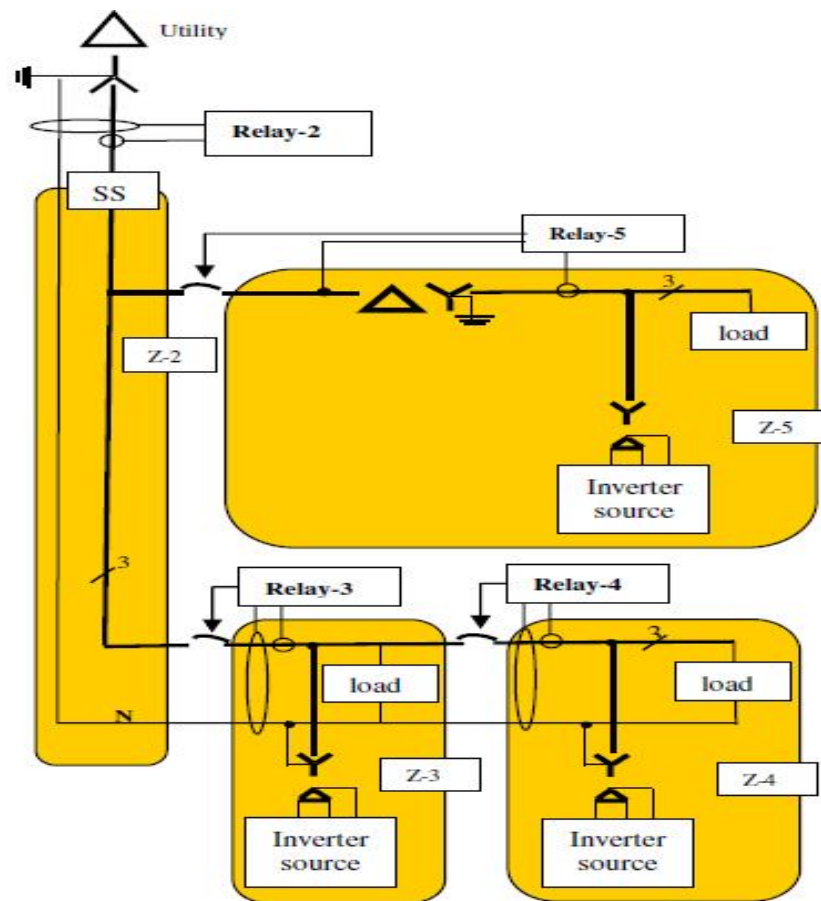 Utility
Relay-2
SS
Relay-5
3
load
Z-2
Z-5
Inverter
source
3
Relay-3
Relay-4
3
load
load
N
Z-3
Z-4
Inverter
source
Inverter
source